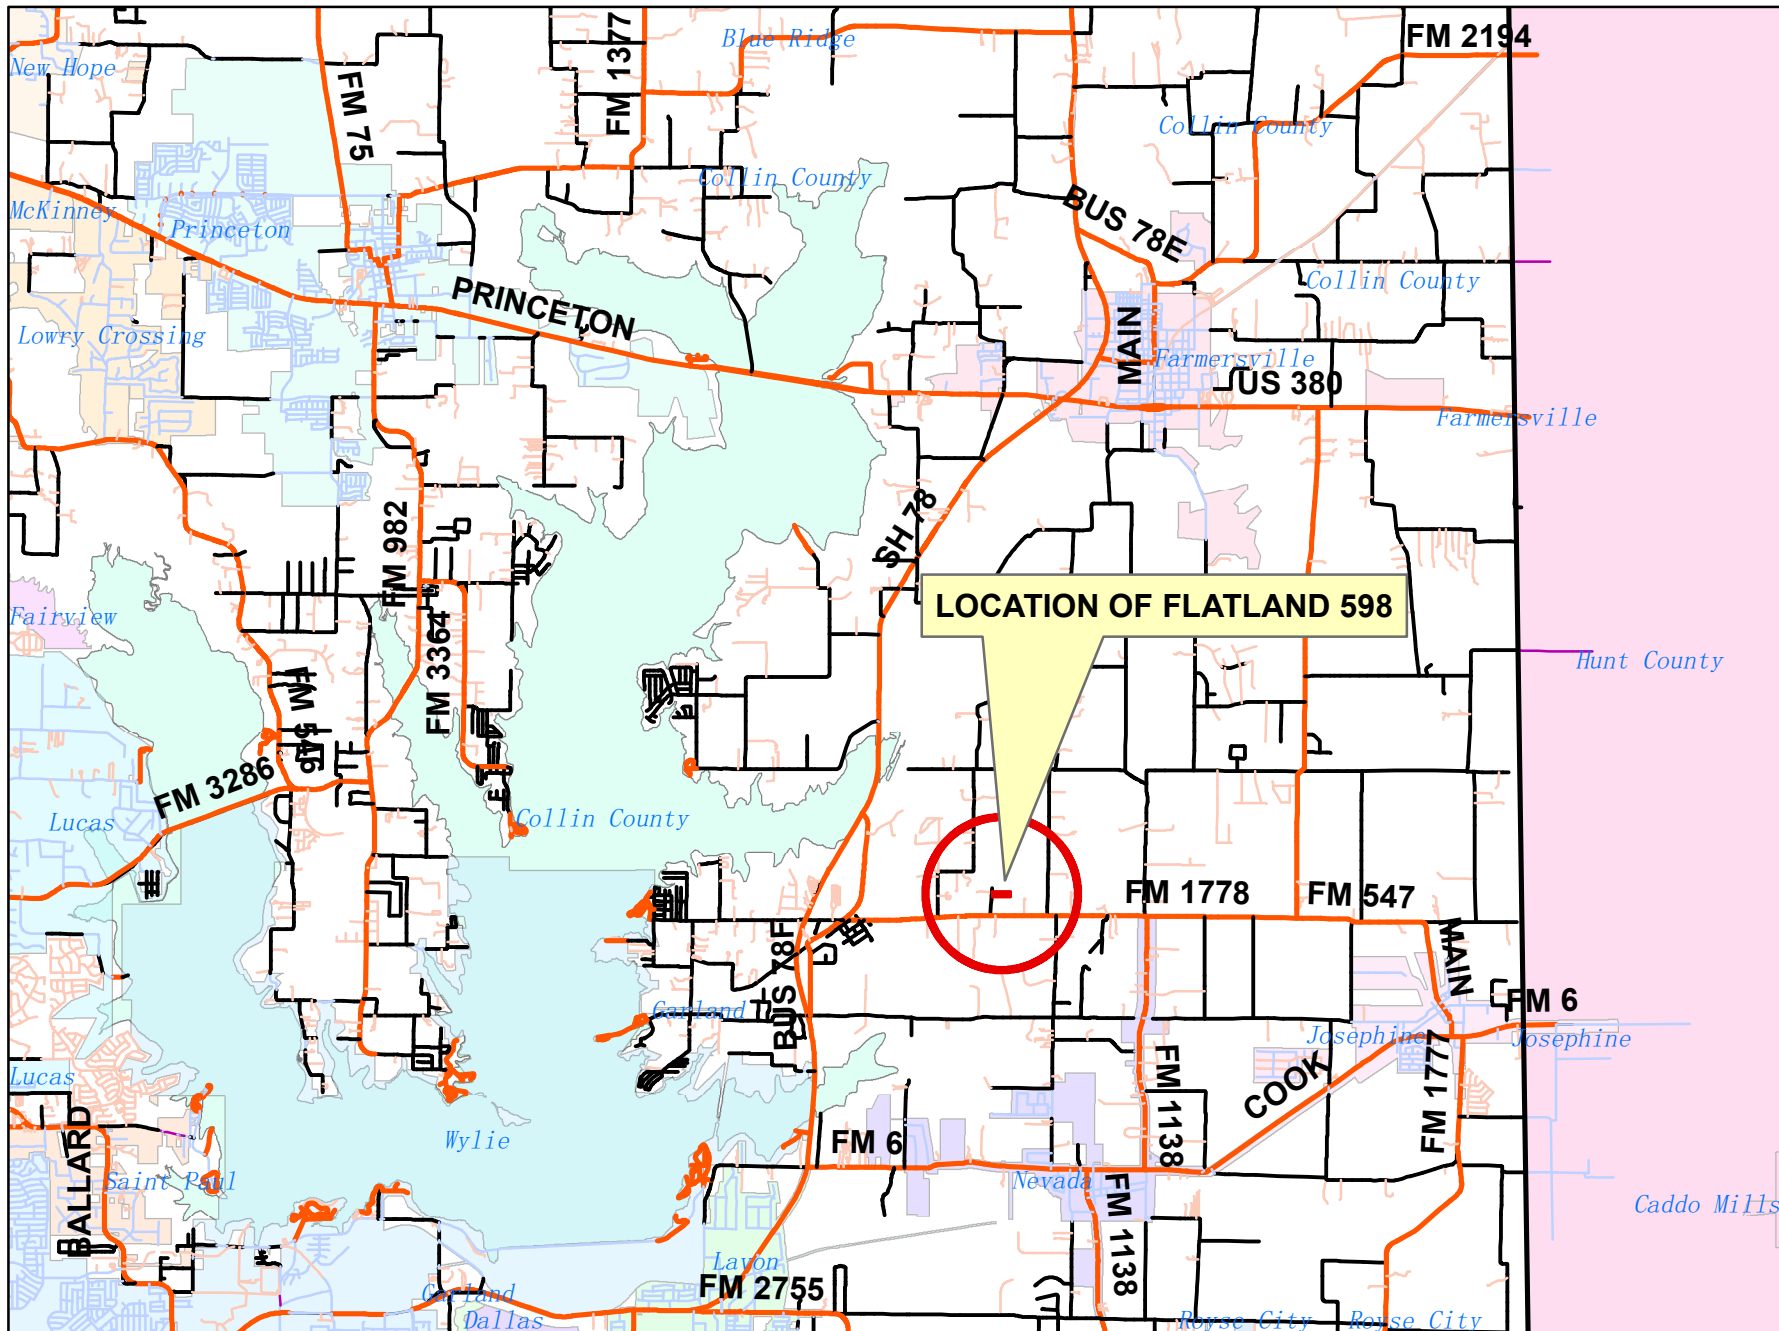 FM 2194
Blue Ridge
FM 1377
New Hope
FM 75
Collin County
Collin County
McKinney
Princeton
BUS 78E
Collin County
PRINCETON
Lowry Crossing
MAIN
Farmersville
US 380
Farmersville
FM 982
SH 78
LOCATION OF FLATLAND 598
Fairview
FM 3364
Hunt County
FM 546
FM 3286
Lucas
Collin County
FM 1778
FM 547
BUS 78F
MAIN
Garland
FM 6
Josephine
Josephine
Lucas
FM 1138
COOK
FM 1777
BALLARD
Wylie
FM 6
Saint Paul
Nevada
FM 1138
Caddo Mills
Lavon
FM 2755
Garland
Dallas
Royse City
Royse City